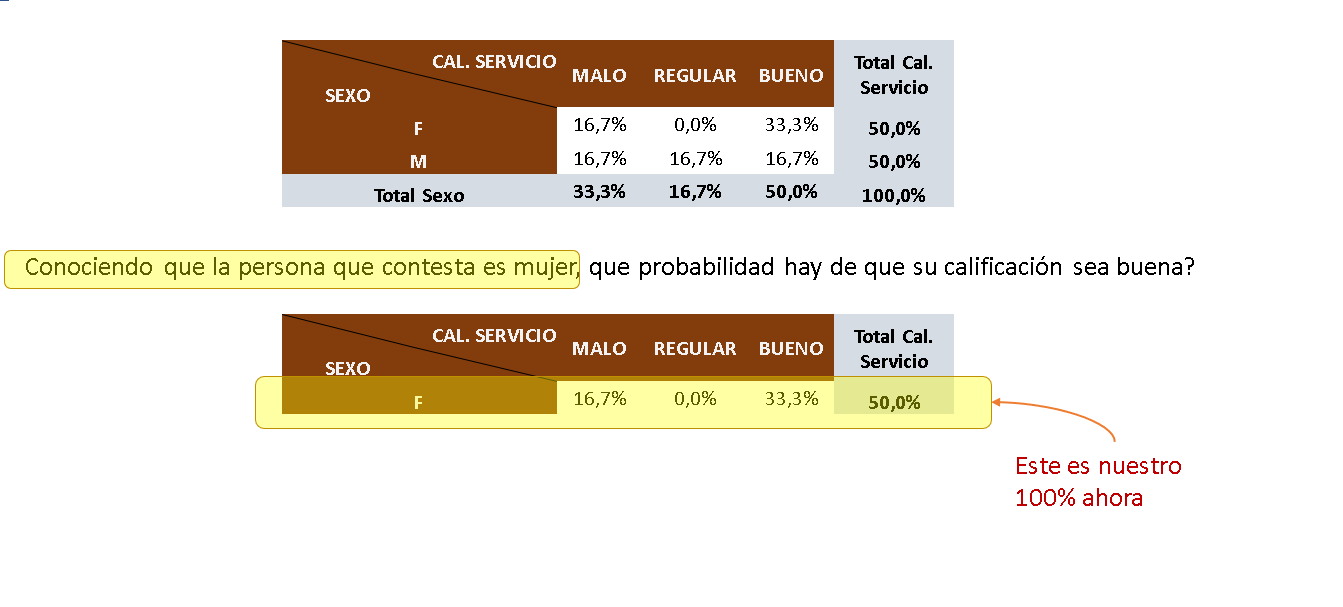 CAL. SERVICIO MALO REGULAR BUENO Total Cal. Servicio
SEXO
F 16,7% 0,0% 33,3% 50,0%
M 16,7% 16,7% 16,7% 50,0%
Total Sexo 33,3% 16,7% 50,0% 100,0%
Conociendo que la persona que contesta es mujer, que probabilidad hay de que su calificación sea buena?
CAL. SERVICIO MALO REGULAR BUENO Total Cal. Servicio
SEXO
F 16,7% 0,0% 33,3% 50,0%
Este es nuestro
100% ahora